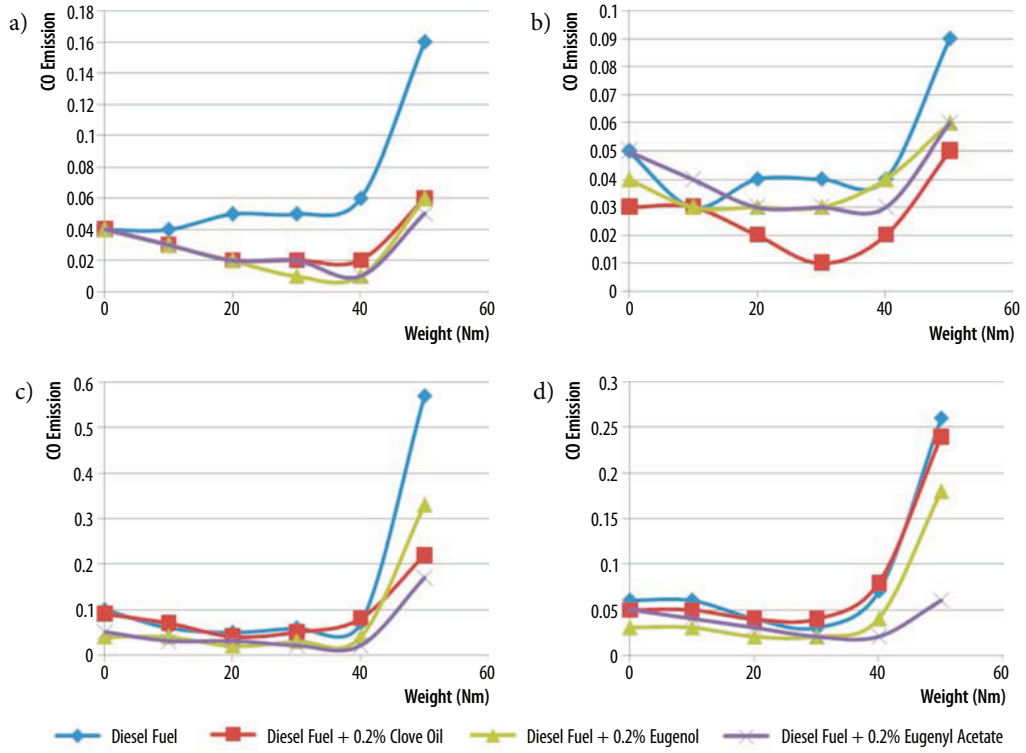 a)
CO Emission
0.18
0.16
0.14
0.12
0.1
0.08
0.06
0.04
0.02
0
0 20 40 60
Weight (Nm)
b)
CO Emission
0.1
0.09
0.08
0.07
0.06
0.05
0.04
0.03
0.02
0.01
0
0 20 40 60
Weight (Nm)
c)
CO Emission
0.6
0.5
0.4
0.3
0.2
0.1
0
0 20 40 60
Weight (Nm)
d)
CO Emission
0.3
0.25
0.2
0.15
0.1
0.05
0
0 20 40 60
Weight (Nm)
Diesel Fuel Diesel Fuel + 0.2% Clove Oil Diesel Fuel + 0.2% Eugenol Diesel Fuel + 0.2% Eugenyl Acetate